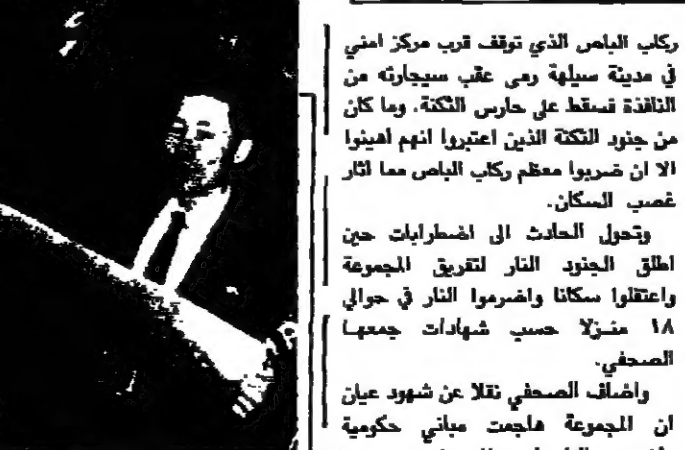 ركاب الباص الذي توقف قرب مركز امني
في مدينة سيلهة رمى عقب سيجارته من
النافذة فسقط على حارس الثكنة. وما كان
من جنود الثكنة الذين اعتبروا انهم اهينوا
الا ان ضربوا معظم ركاب الباص مما اثار
غضب السكان.
وتحول الحادث الى اضطرابات حين
اطلق الجنود النار لتفريق المجموعة
واعتقلوا سكانا واضرموا النار في حوالي
١٨ منزلا حسب شهادات جمعها
الصحفي.
واضاف الصحفي نقلا عن شهود عيان
ان المجموعة هاجمت مباني حكومية